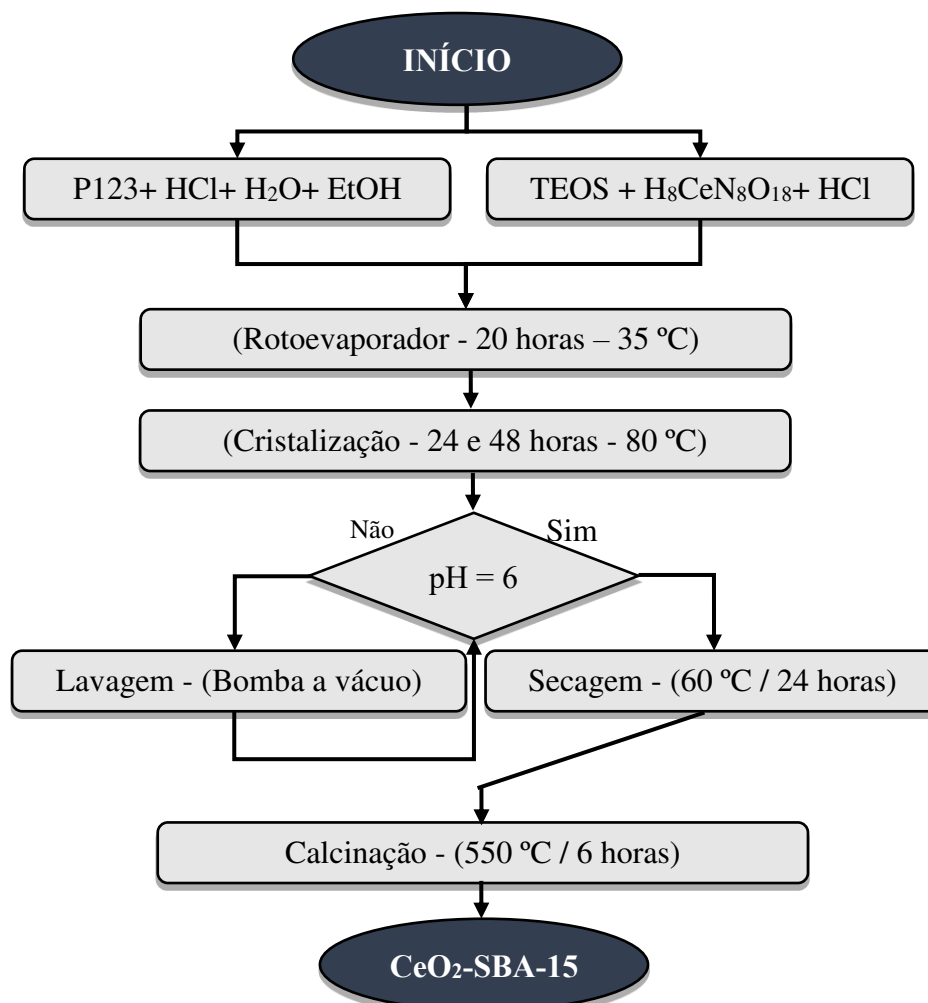 INÍCIO
P123+ HCl+ H₂O+ EtOH
TEOS + H₈CeN₈O₁₈+ HCl
(Rotoevaporador - 20 horas – 35 ºC)
(Cristalização - 24 e 48 horas - 80 ºC)
Não
Sim
pH = 6
Lavagem - (Bomba a vácuo)
Secagem - (60 ºC / 24 horas)
Calcinação - (550 ºC / 6 horas)
CeO₂-SBA-15